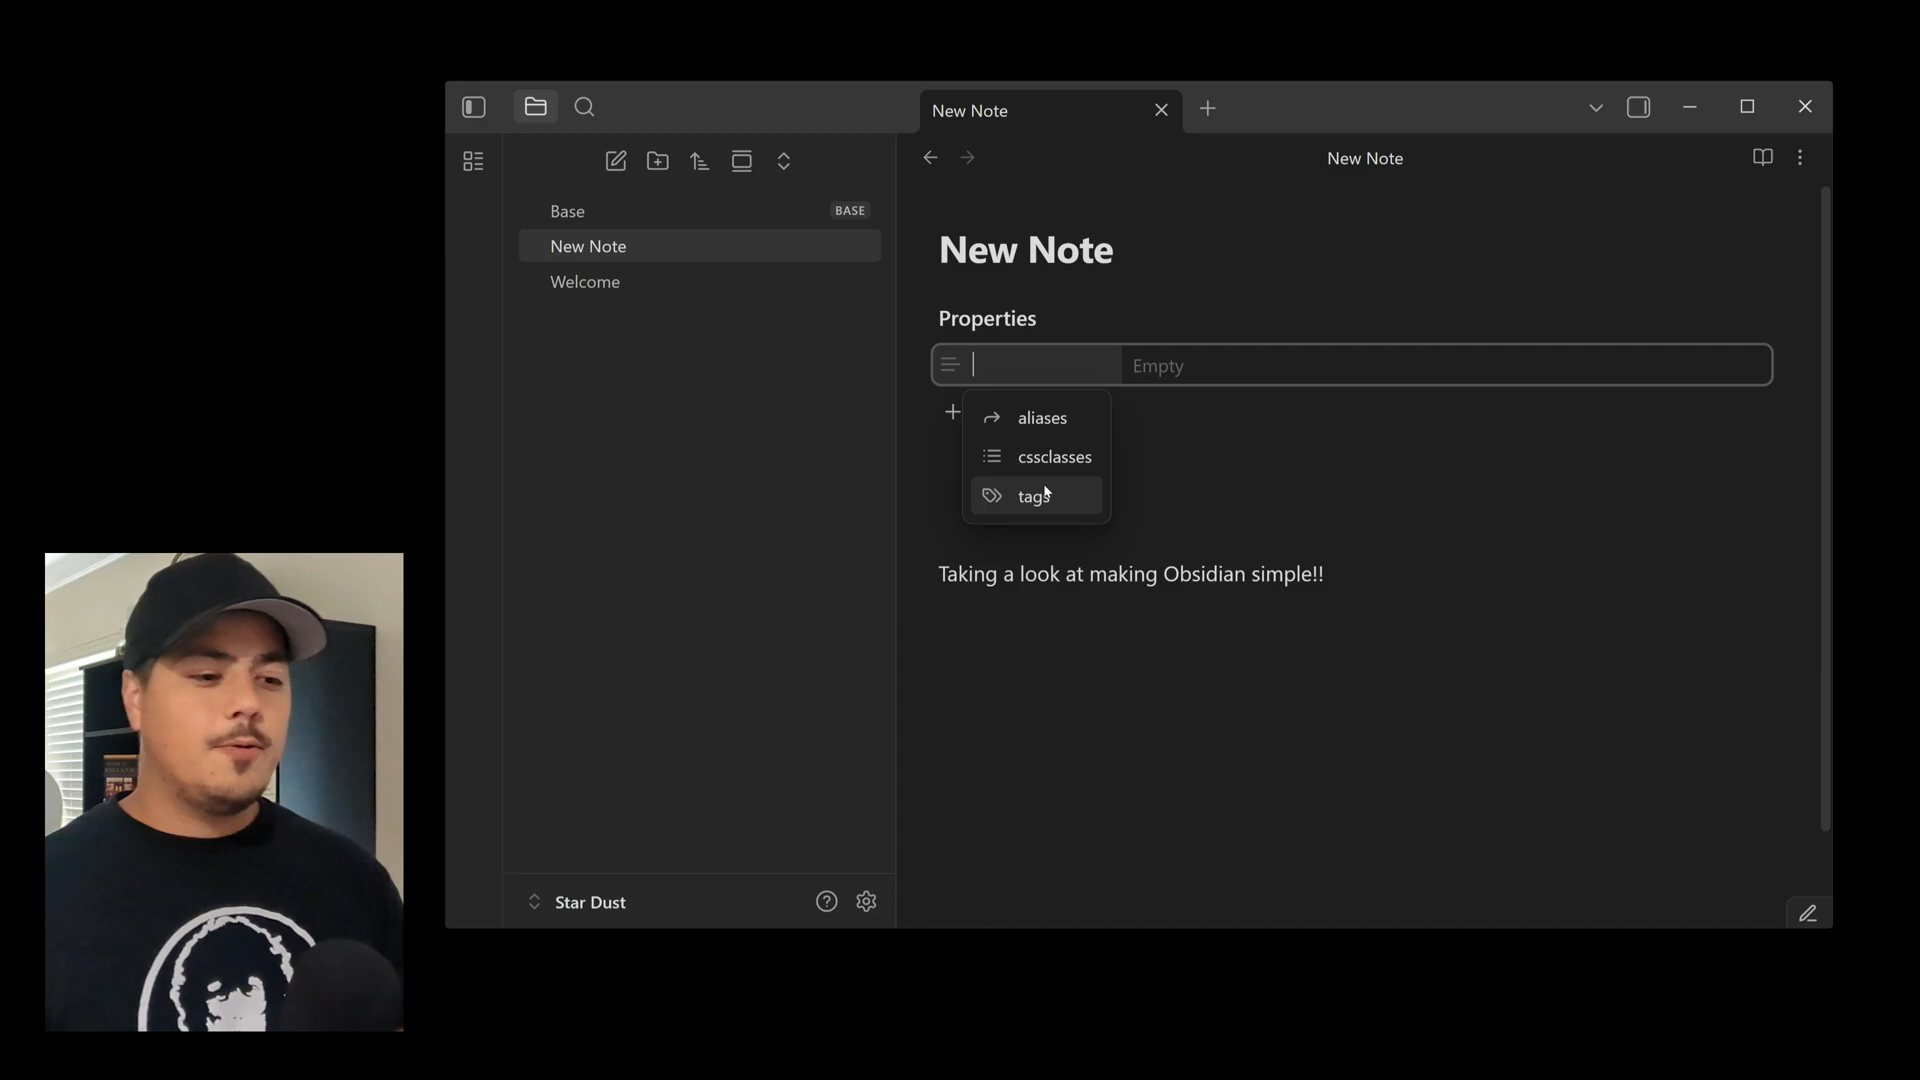 New Note
New Note
Base
BASE
New Note
Welcome
New Note
Properties
Empty
aliases
cssclasses
tags
Taking a look at making Obsidian simple!!
Star Dust